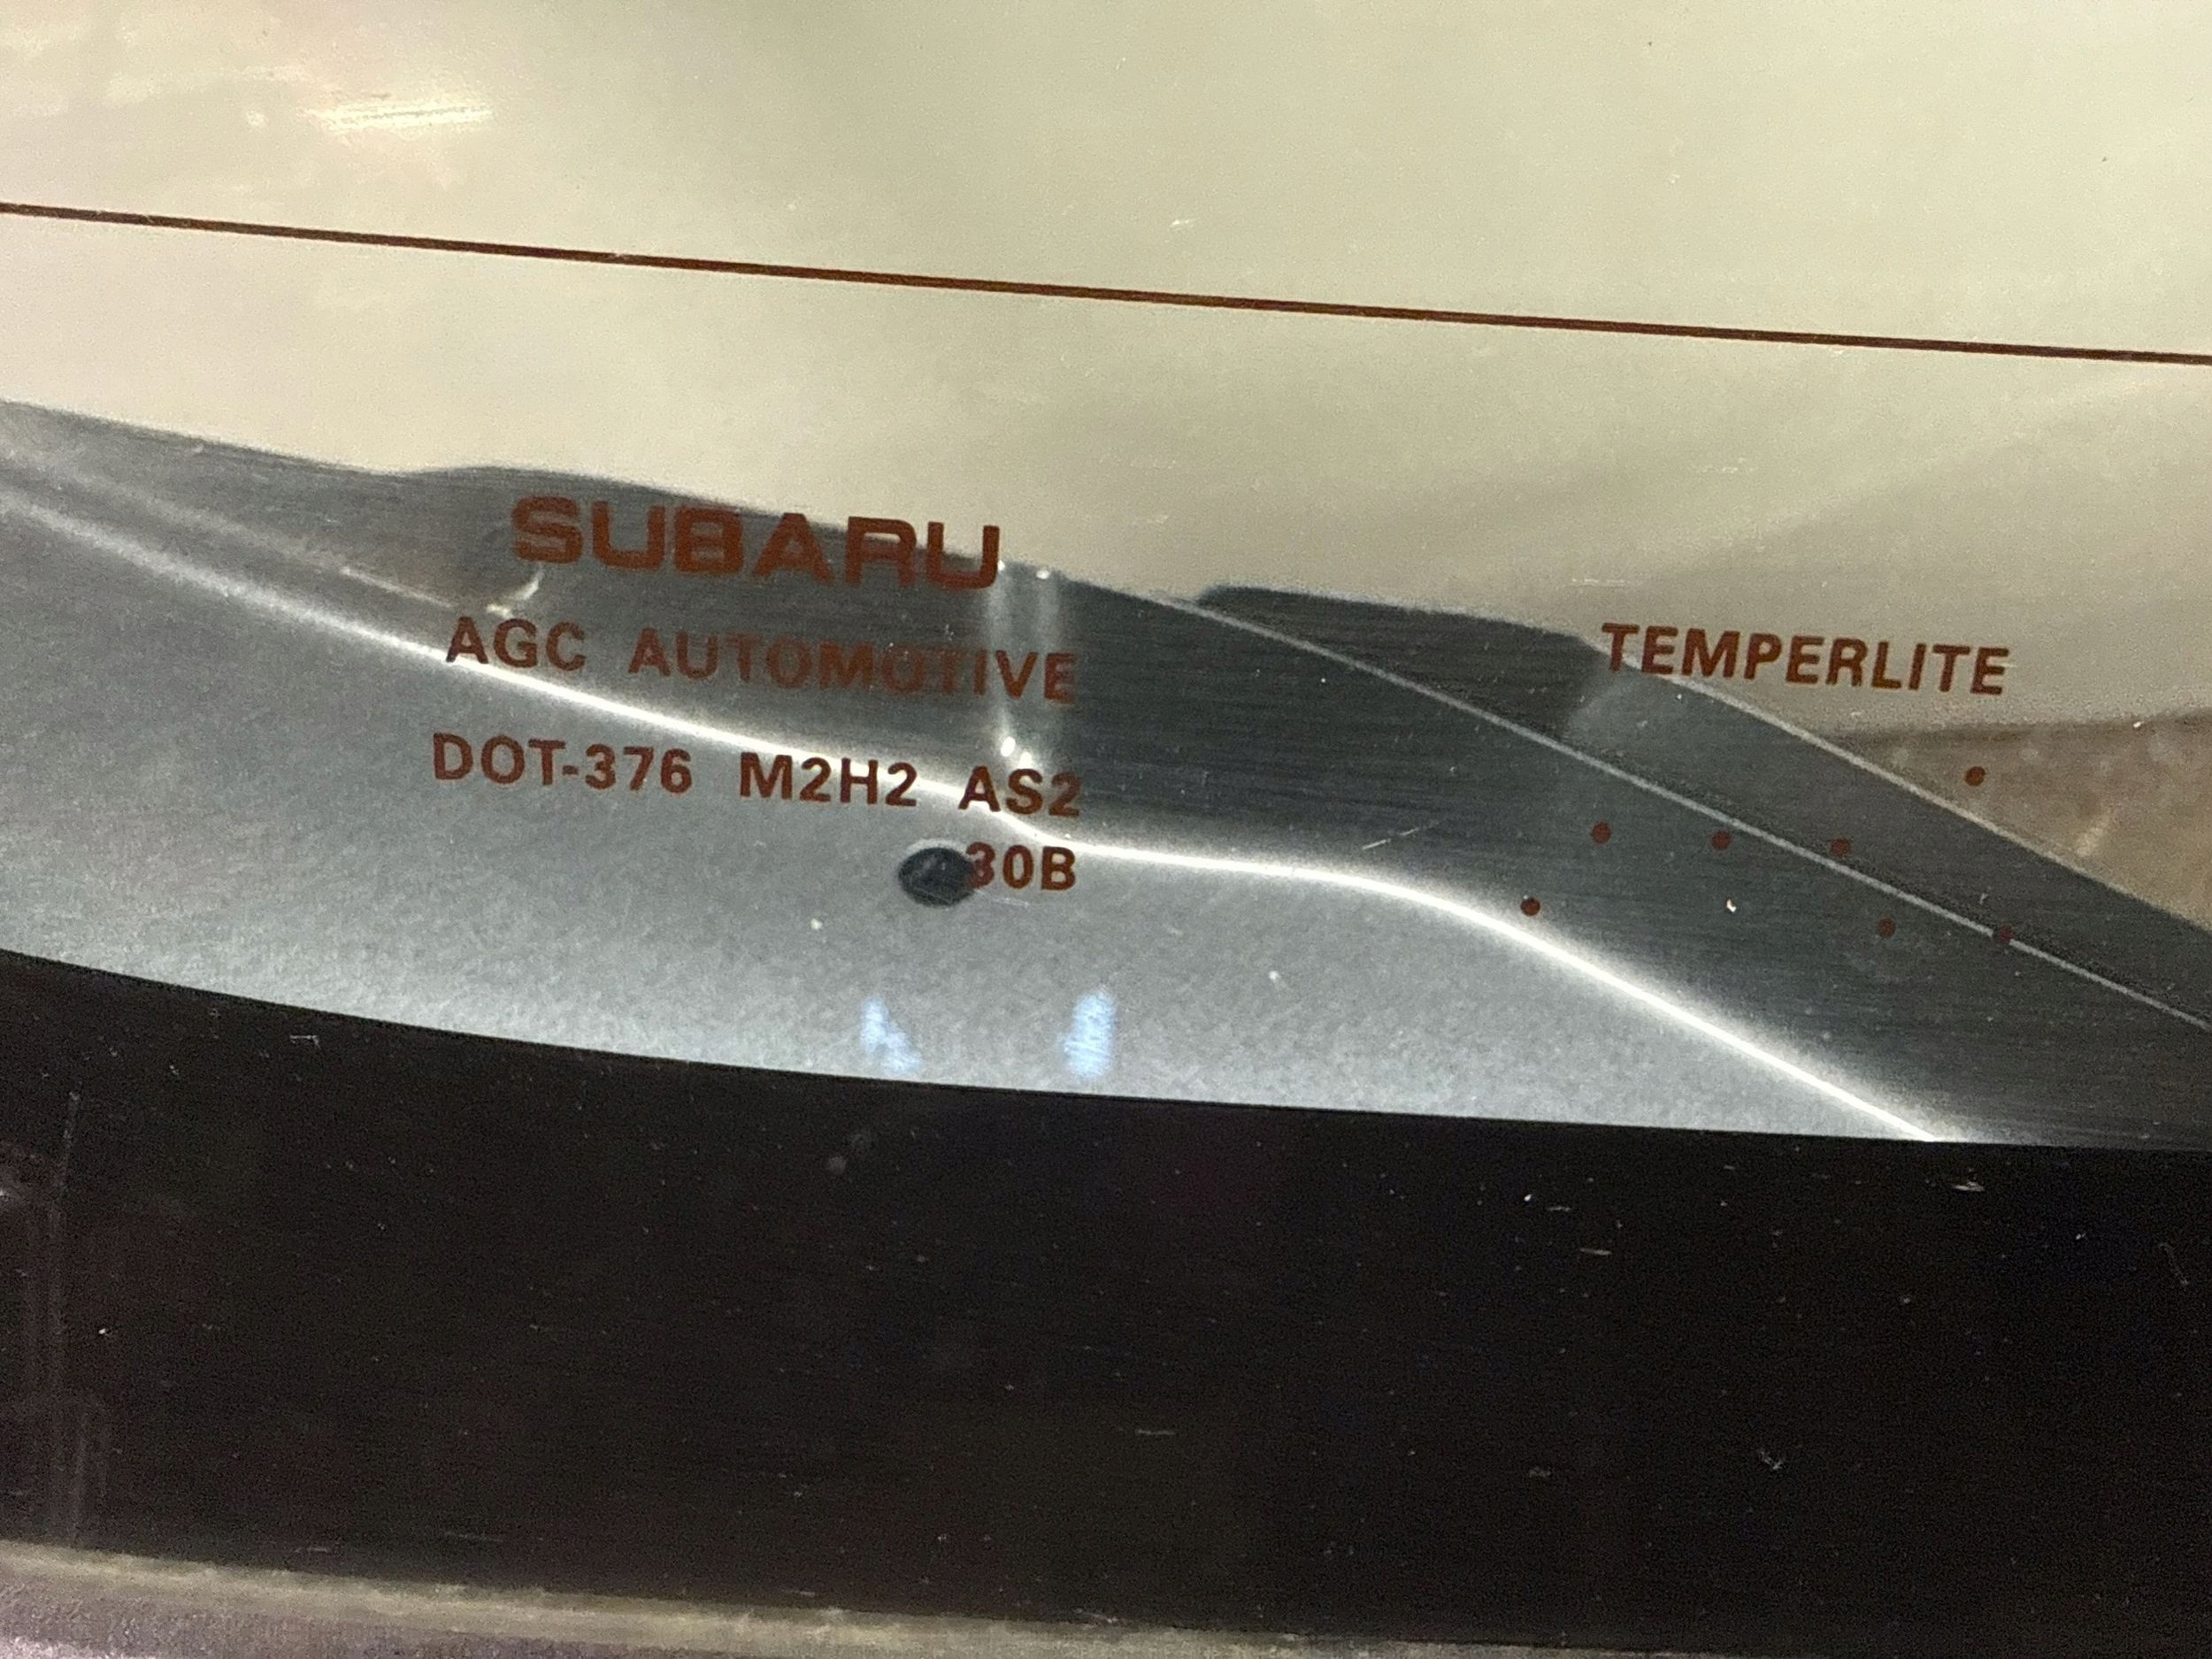 SUBARU
AGC AUTOMOTIVE
TEMPERLITE
DOT-376 M2H2 AS2
30B